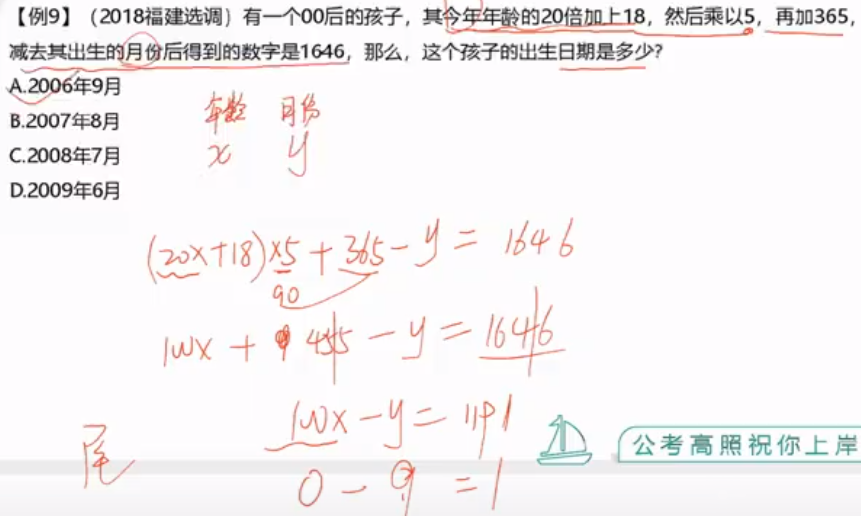 【例9】（2018福建选调）有一个00后的孩子，其今年年龄的20倍加上18，然后乘以5，再加365，
减去其出生的月份后得到的数字是1646，那么，这个孩子的出生日期是多少?
A.2006年9月
B.2007年8月
C.2008年7月
D.2009年6月
年龄 月份
x y
(20x+18)×5+365-y=1646
90
100x+455-y=1646
100x-y=1191
尾
0-9=1
公考高照祝你上岸